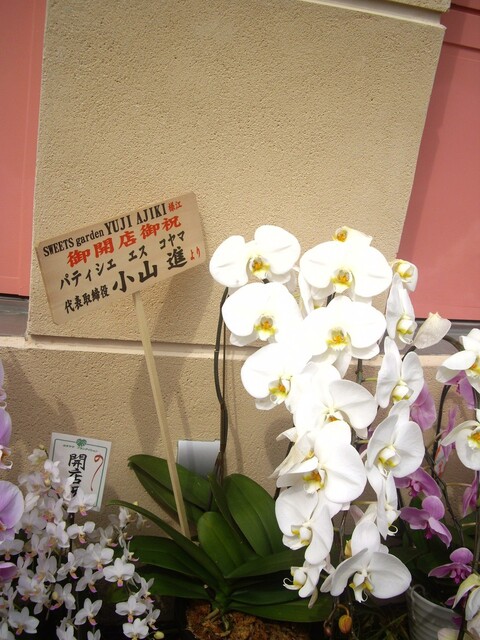 SWEETS garden YUJI AJIKI 様江
御開店御祝
パティシエ エス コヤマ
代表取締役 小山 進 より
の
開店